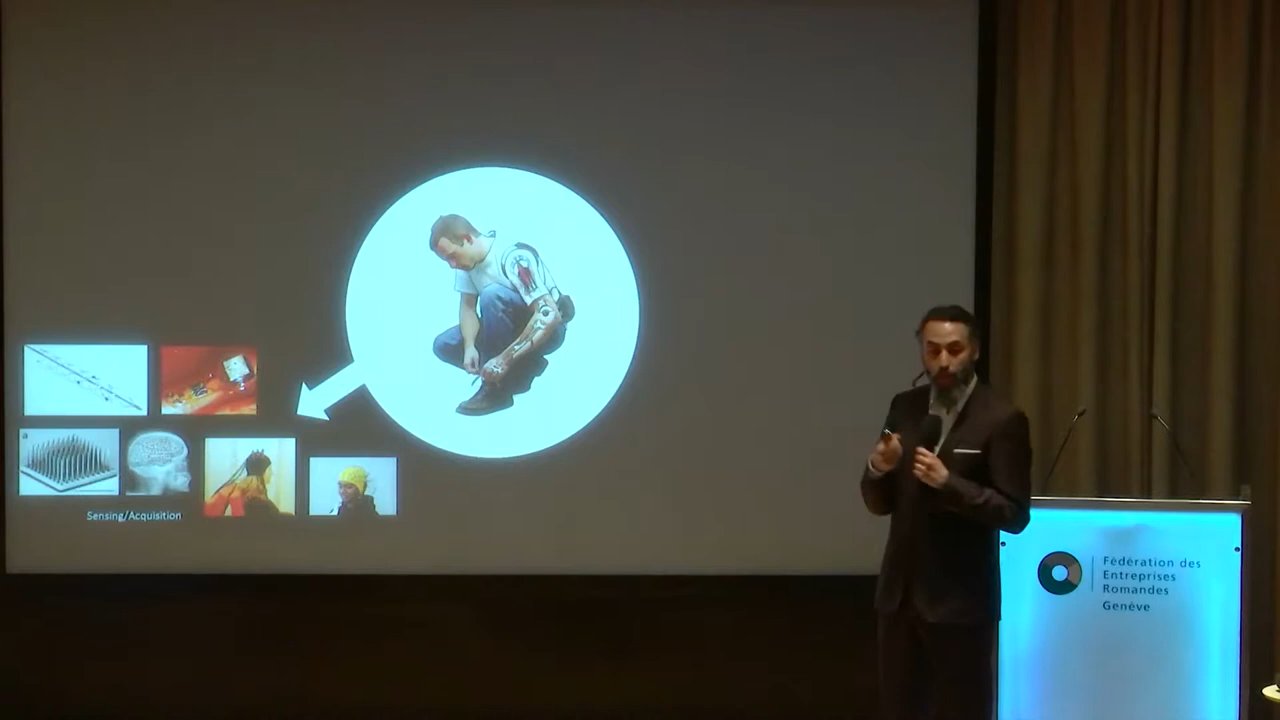 a
Sensing/Acquisition
Fédération des
Entreprises
Romandes
Genève